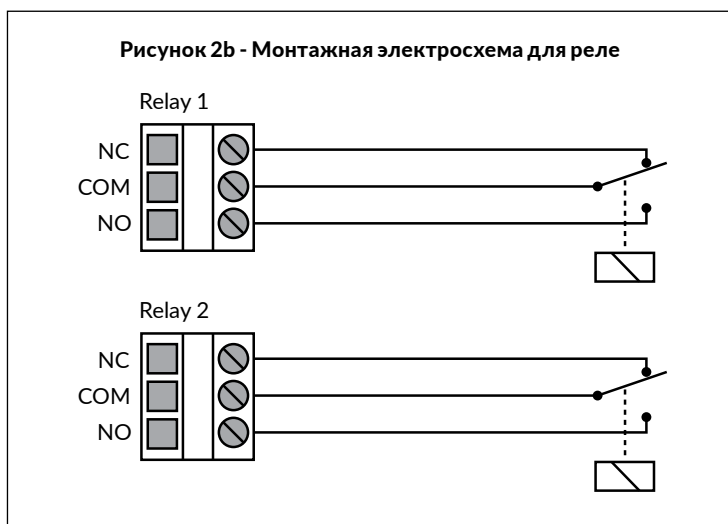 Рисунок 2b - Монтажная электросхема для реле
Relay 1
NC
COM
NO
Relay 2
NC
COM
NO